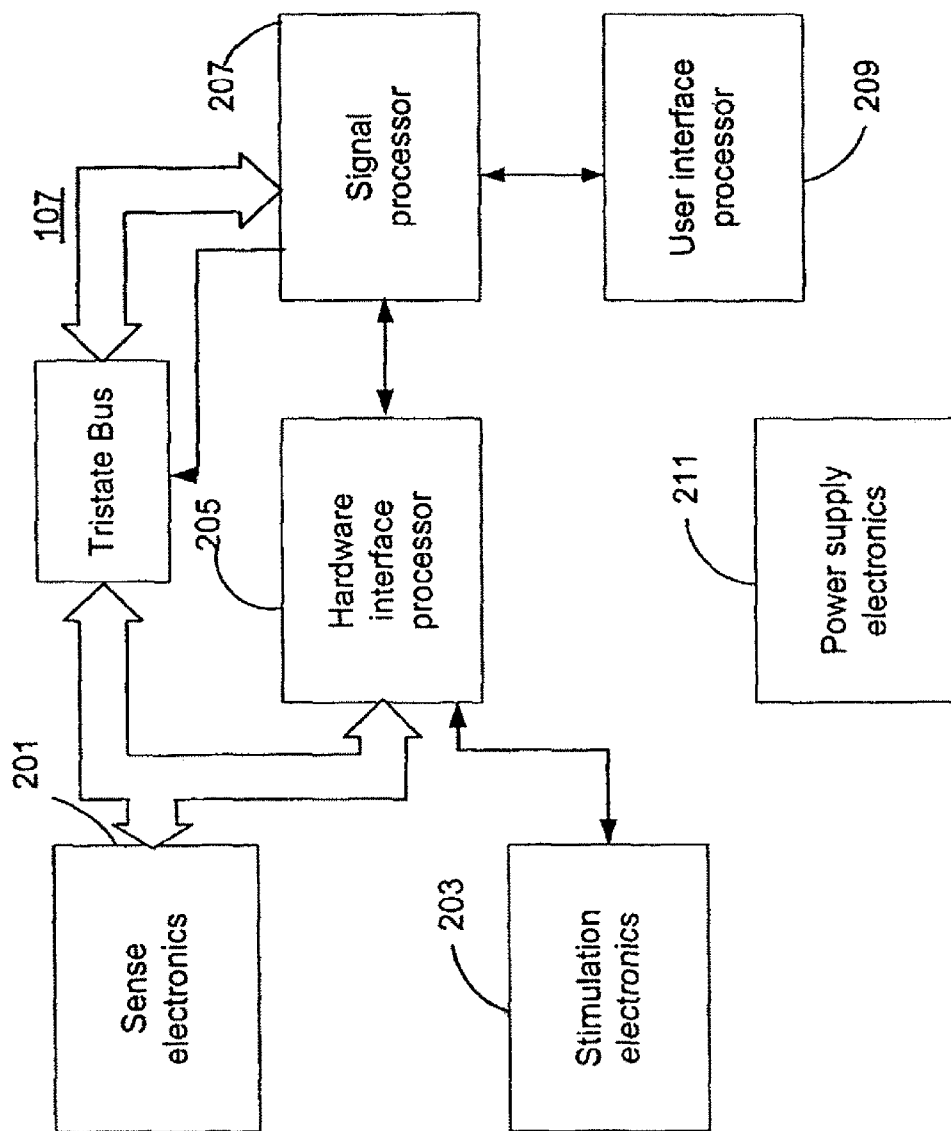 Sense
electronics
201
Tristate Bus
107
207
Signal
processor
205
Hardware
interface
processor
203
Stimulation
electronics
211
Power supply
electronics
User interface
processor
209